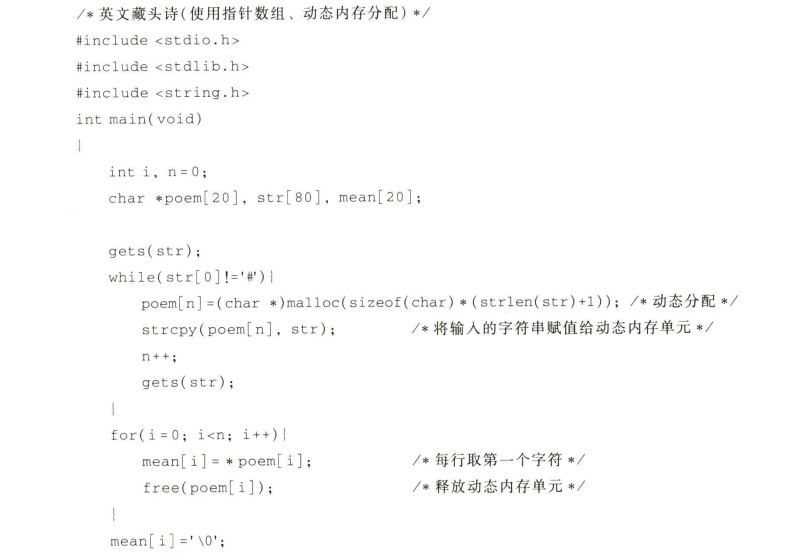 /* 英文藏头诗(使用指针数组、动态内存分配) */
#include <stdio.h>
#include <stdlib.h>
#include <string.h>
int main(void)
{
    int i, n=0;
    char *poem[20], str[80], mean[20];
    gets(str);
    while(str[0]!='#'){
        poem[n]=(char *)malloc(sizeof(char)*(strlen(str)+1)); /* 动态分配 */
        strcpy(poem[n], str); /* 将输入的字符串赋值给动态内存单元 */
        n++;
        gets(str);
    }
    for(i=0; i<n; i++){
        mean[i]= * poem[i]; /* 每行取第一个字符 */
        free(poem[i]); /* 释放动态内存单元 */
    }
    mean[i]='\0';